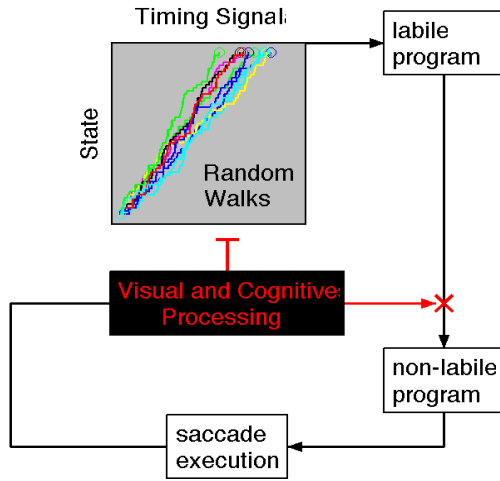 Timing Signal
State
Random
Walks
labile
program
Visual and Cognitive
Processing
non-labile
program
saccade
execution